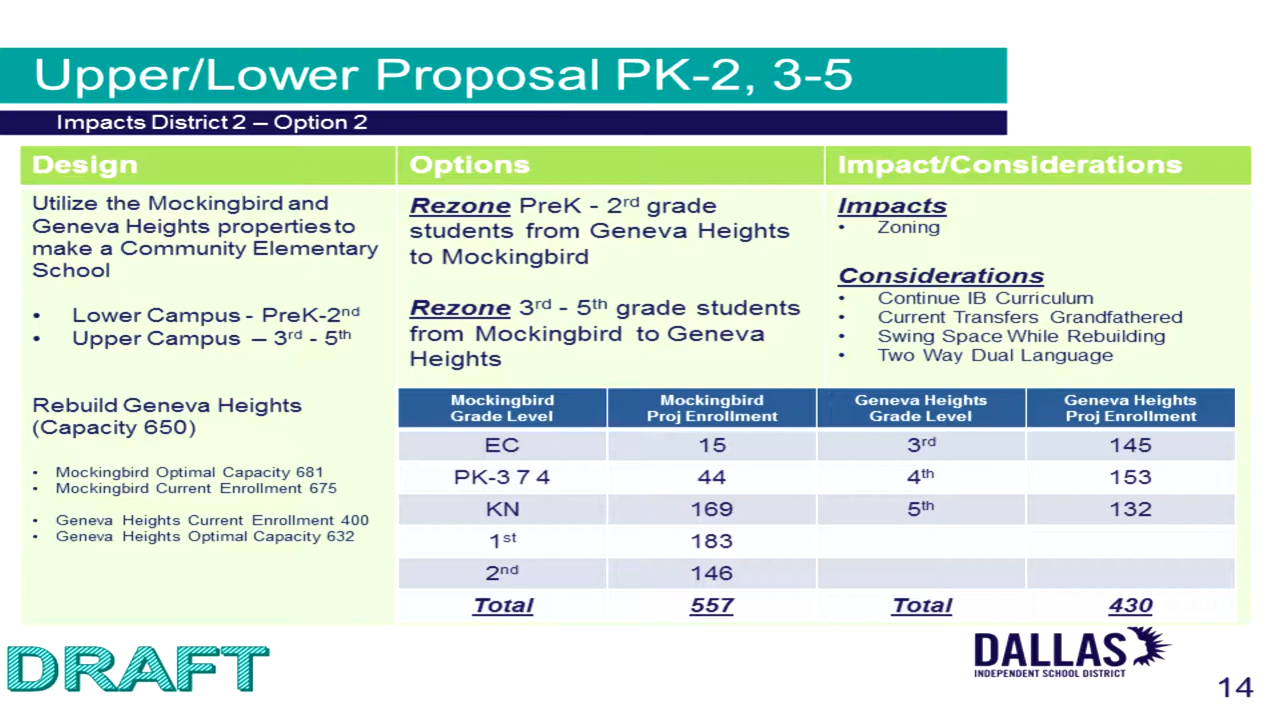 Upper/Lower Proposal PK-2, 3-5
Impacts District 2 – Option 2
Design
Options
Impact/Considerations
Utilize the Mockingbird and
Geneva Heights properties to
make a Community Elementary
School
• Lower Campus - PreK-2nd
• Upper Campus – 3rd - 5th
Rebuild Geneva Heights
(Capacity 650)
• Mockingbird Optimal Capacity 681
• Mockingbird Current Enrollment 675
• Geneva Heights Current Enrollment 400
• Geneva Heights Optimal Capacity 632
Rezone PreK - 2rd grade
students from Geneva Heights
to Mockingbird
Rezone 3rd - 5th grade students
from Mockingbird to Geneva
Heights
Impacts
• Zoning
Considerations
• Continue IB Curriculum
• Current Transfers Grandfathered
• Swing Space While Rebuilding
• Two Way Dual Language
Mockingbird Grade Level Mockingbird Proj Enrollment Geneva Heights Grade Level Geneva Heights Proj Enrollment
EC 15 3rd 145
PK-3 7 4 44 4th 153
KN 169 5th 132
1st 183
2nd 146
Total 557 Total 430
DRAFT
DALLAS
INDEPENDENT SCHOOL DISTRICT
14